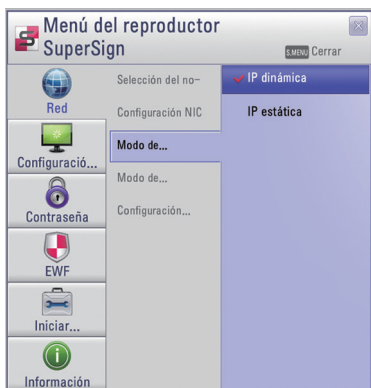 Menú del reproductor
SuperSign
S.MENU Cerrar
Red
Configuració...
Contraseña
EWF
Iniciar...
Información
Selección del no-
Configuración NIC
Modo de...
Modo de...
Configuración...
IP dinámica
IP estática